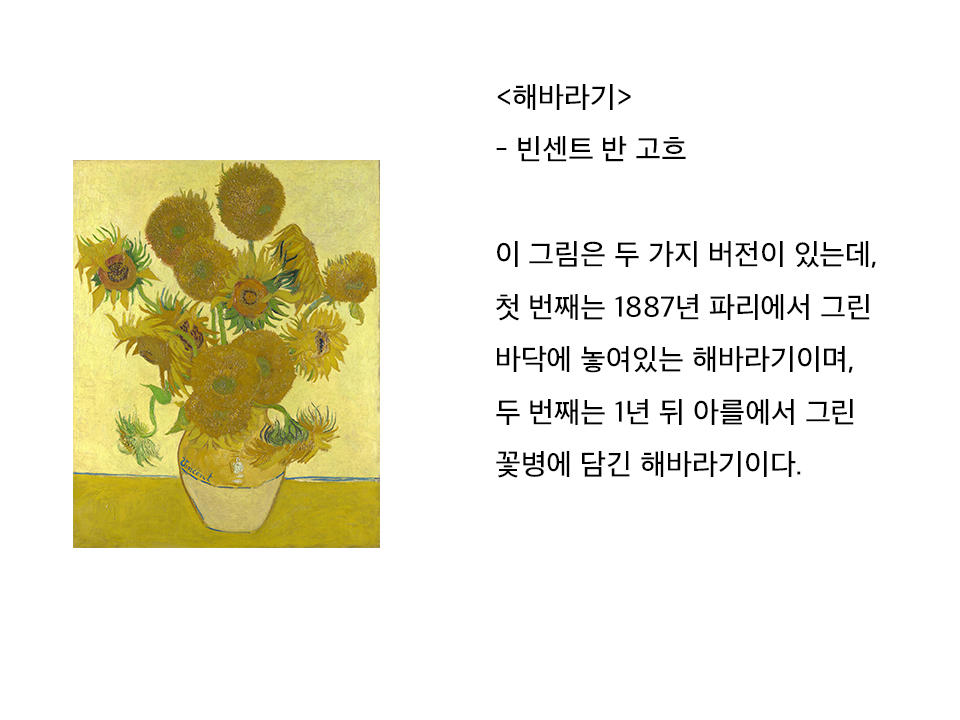 <해바라기>
- 빈센트 반 고흐
이 그림은 두 가지 버전이 있는데,
첫 번째는 1887년 파리에서 그린
바닥에 놓여있는 해바라기이며,
두 번째는 1년 뒤 아를에서 그린
꽃병에 담긴 해바라기이다.
Vincent